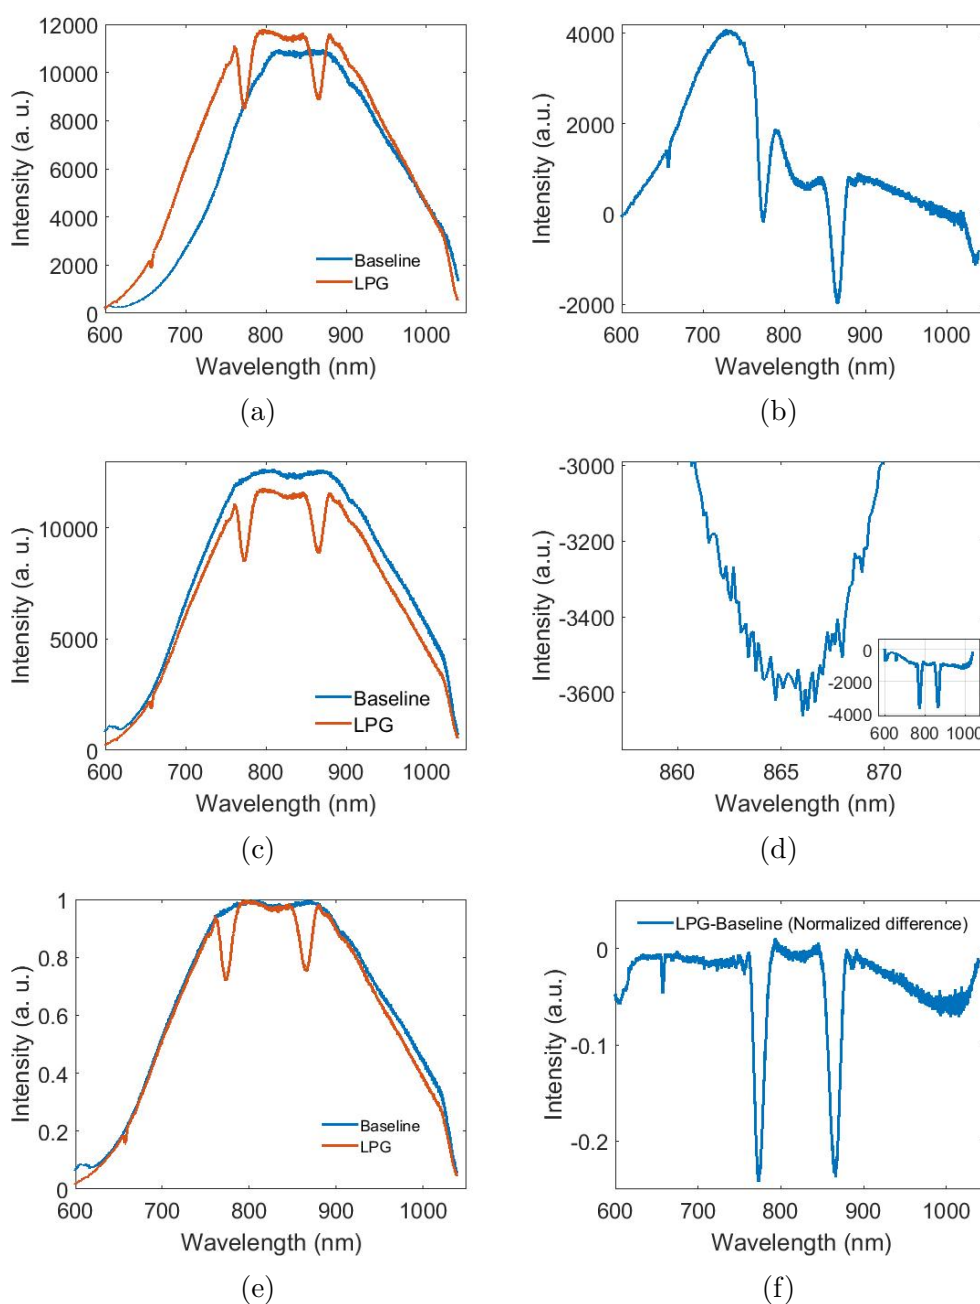 12000
10000
8000
6000
4000
2000
0
Intensity (a. u.)
Baseline
LPG
600 700 800 900 1000
Wavelength (nm)
(a)
4000
2000
0
-2000
Intensity (a.u.)
600 700 800 900 1000
Wavelength (nm)
(b)
10000
5000
0
Intensity (a. u.)
Baseline
LPG
600 700 800 900 1000
Wavelength (nm)
(c)
-3000
-3200
-3400
-3600
Intensity (a.u.)
0
-2000
-4000
600 800 1000
860 865 870
Wavelength (nm)
(d)
1
0.8
0.6
0.4
0.2
0
Intensity (a. u.)
Baseline
LPG
600 700 800 900 1000
Wavelength (nm)
(e)
LPG-Baseline (Normalized difference)
0
-0.1
-0.2
Intensity (a.u.)
600 700 800 900 1000
Wavelength (nm)
(f)